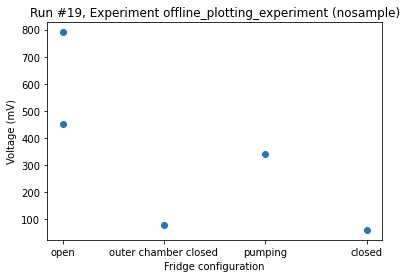 Run #19, Experiment offline_plotting_experiment (nosample)
800
700
600
500
400
300
200
100
Voltage (mV)
open outer chamber closed pumping closed
Fridge configuration